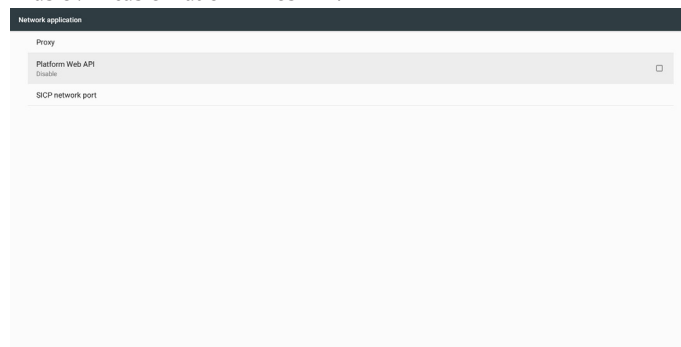 Network application
Proxy
Platform Web API
Disable
SICP network port